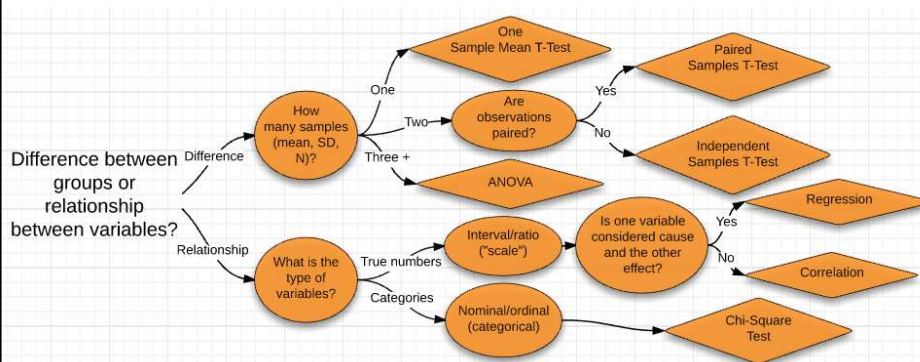 Difference between
groups or
relationship
between variables?
Difference
Relationship
How
many samples
(mean, SD,
N)?
One
Two
Three +
One
Sample Mean T-Test
Are
observations
paired?
Yes
No
Paired
Samples T-Test
Independent
Samples T-Test
ANOVA
What is the
type of
variables?
True numbers
Categories
Interval/ratio
("scale")
Is one variable
considered cause
and the other
effect?
Yes
No
Regression
Correlation
Nominal/ordinal
(categorical)
Chi-Square
Test